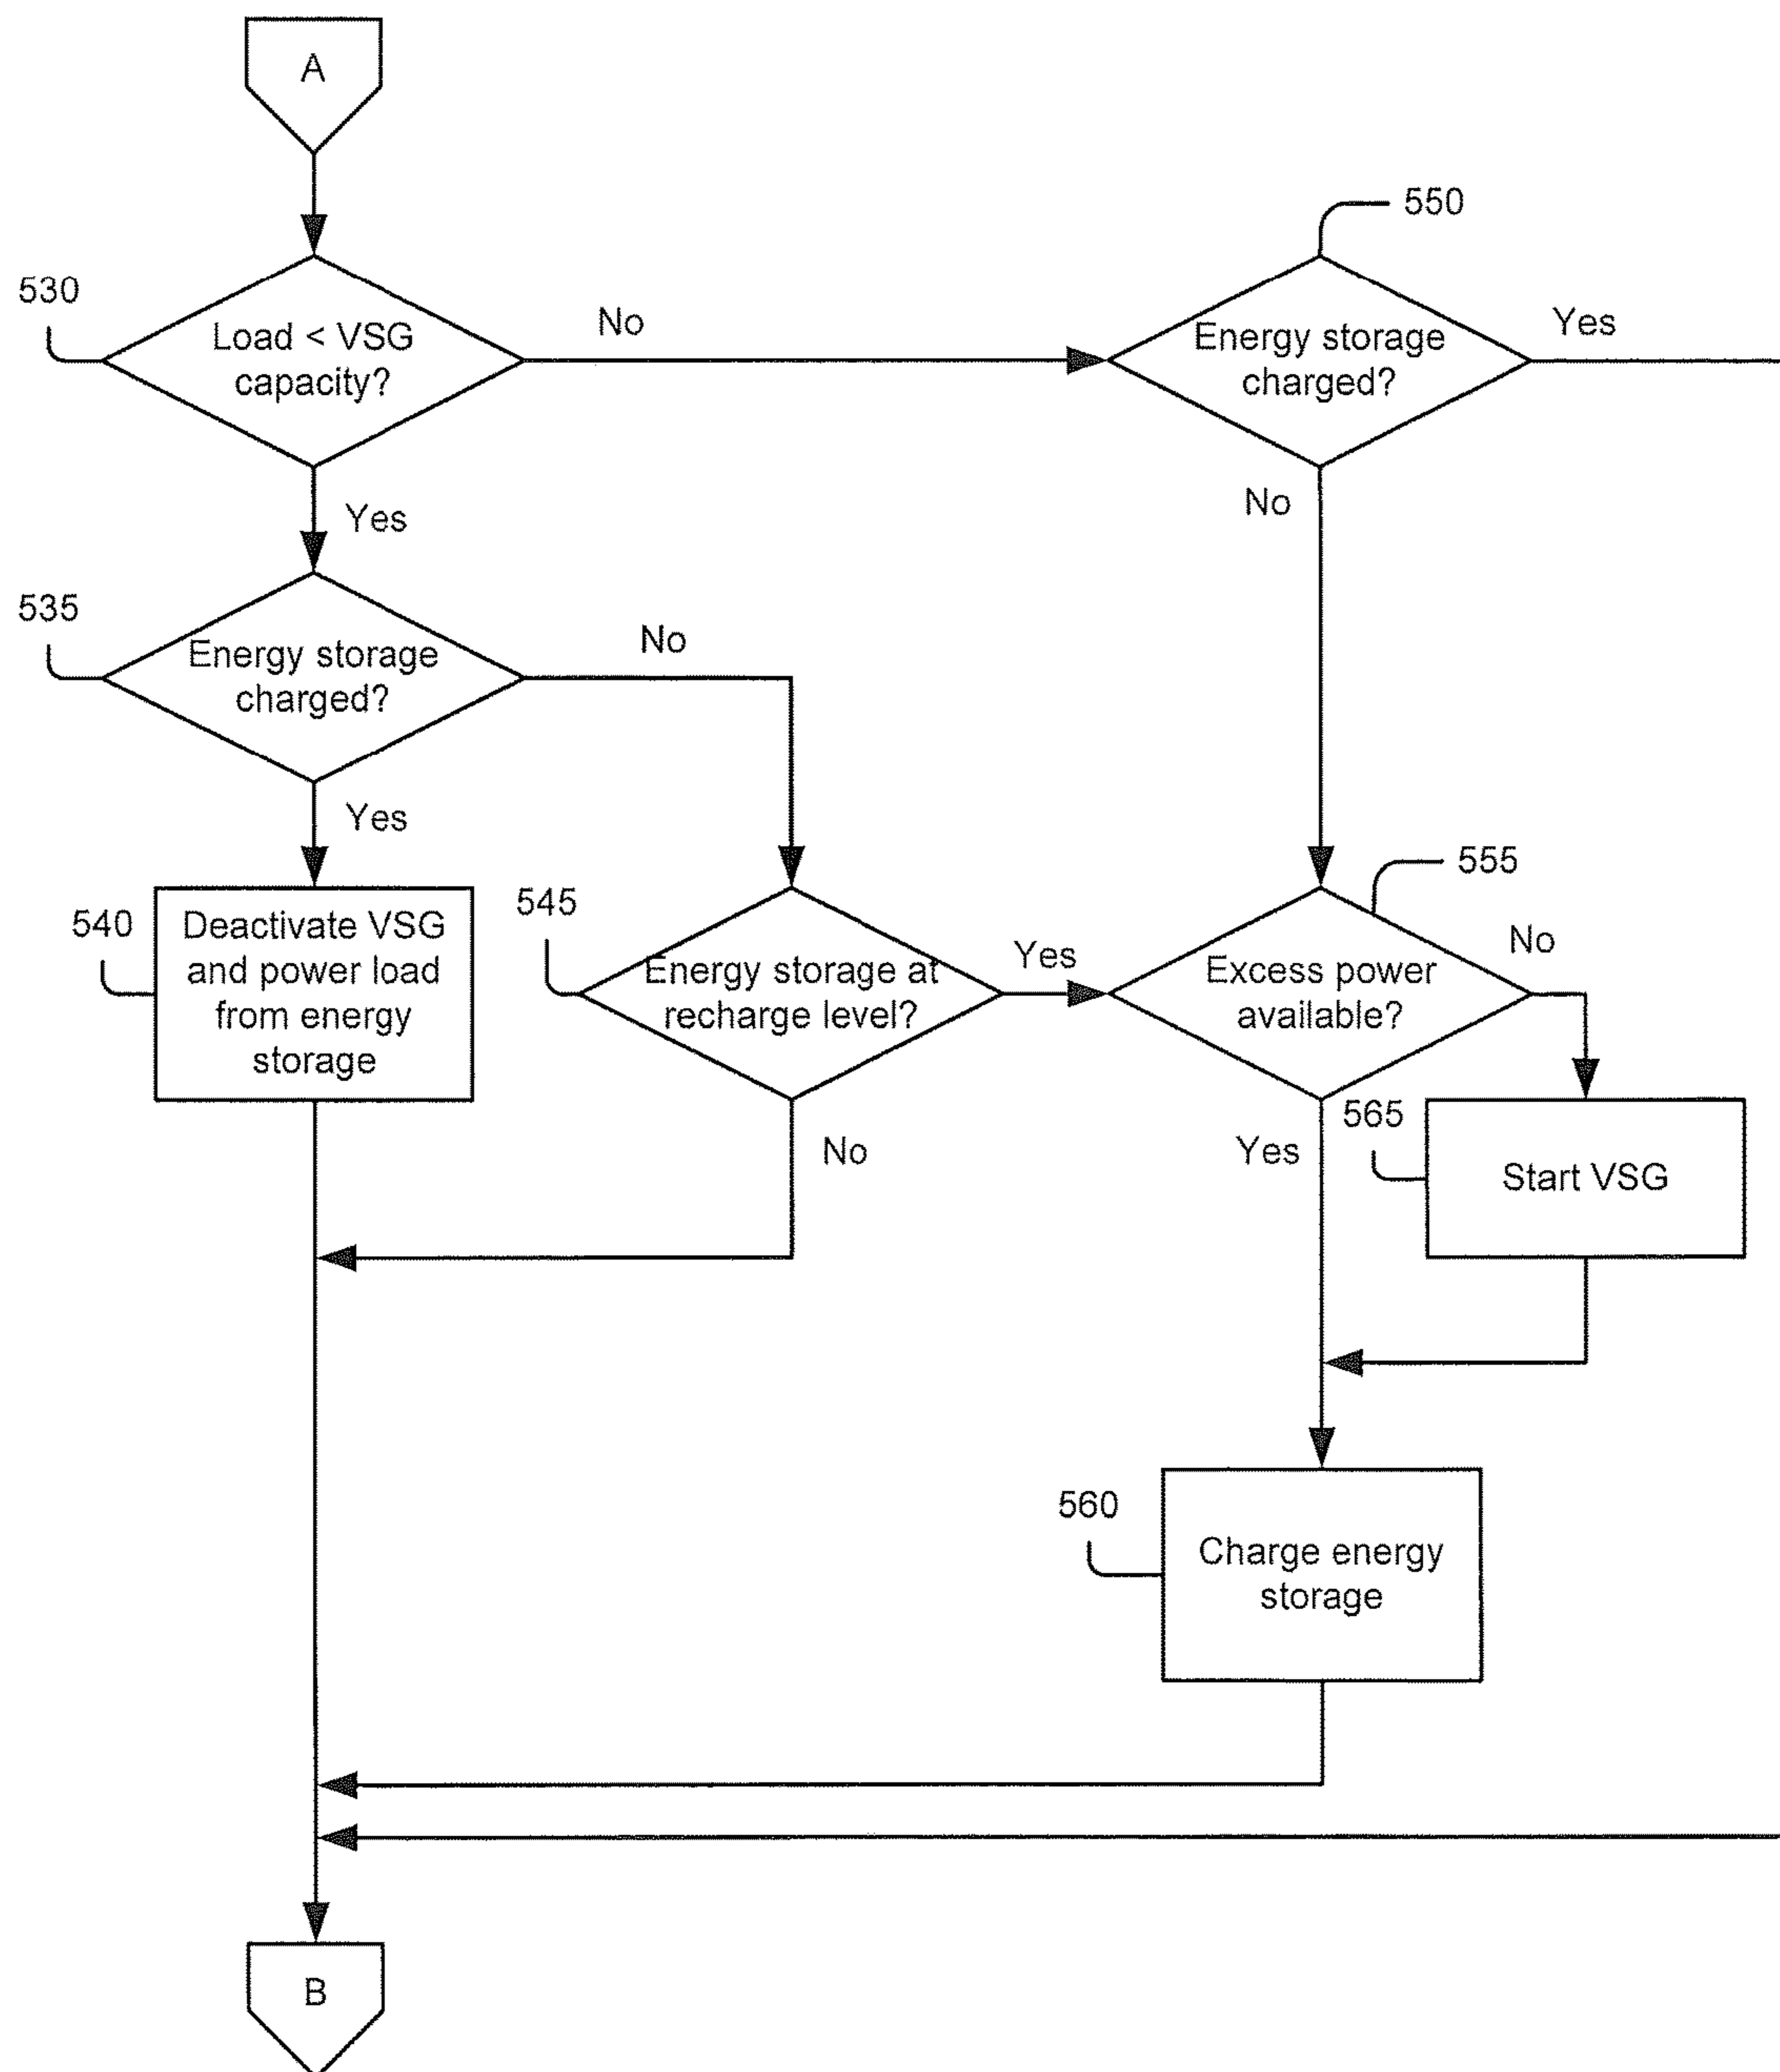 A
550
530
Load < VSG
capacity?
No
Energy storage
charged?
Yes
Yes
No
535
Energy storage
charged?
No
Yes
540
Deactivate VSG
and power load
from energy
storage
545
Energy storage at
recharge level?
Yes
No
555
Excess power
available?
No
Yes
565
Start VSG
560
Charge energy
storage
B